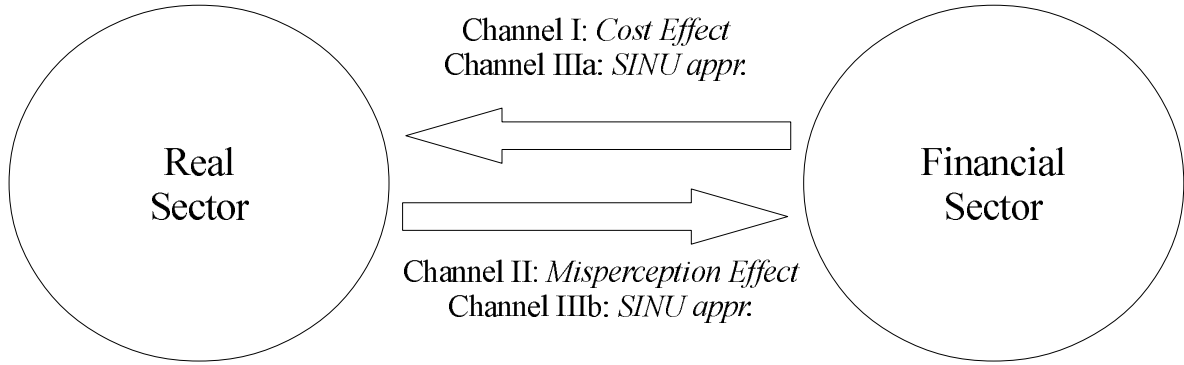 Channel I: Cost Effect
Channel IIIa: SINU appr.
Real
Sector
Financial
Sector
Channel II: Misperception Effect
Channel IIIb: SINU appr.